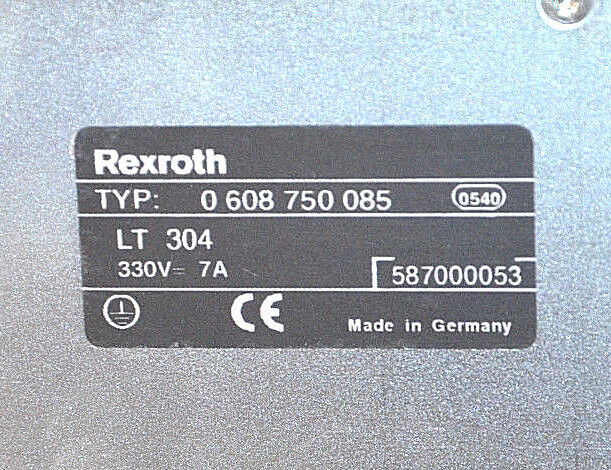 Rexroth
TYP: 0 608 750 085 0540
LT 304
330V⎓ 7A 587000053
CE Made in Germany